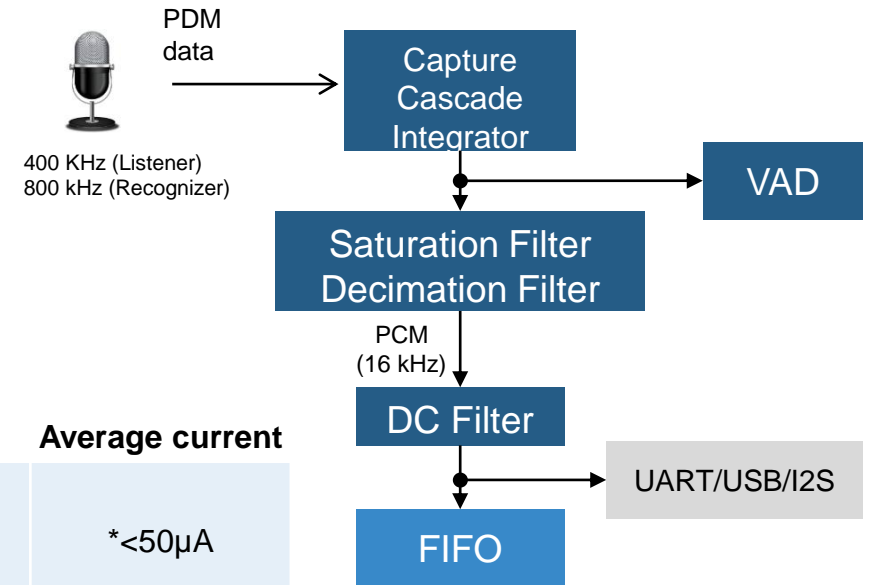 PDM
data
400 KHz (Listener)
800 kHz (Recognizer)
Capture
Cascade
Integrator
VAD
Saturation Filter
Decimation Filter
PCM
(16 kHz)
DC Filter
UART/USB/I2S
FIFO
Average current
*<50µA